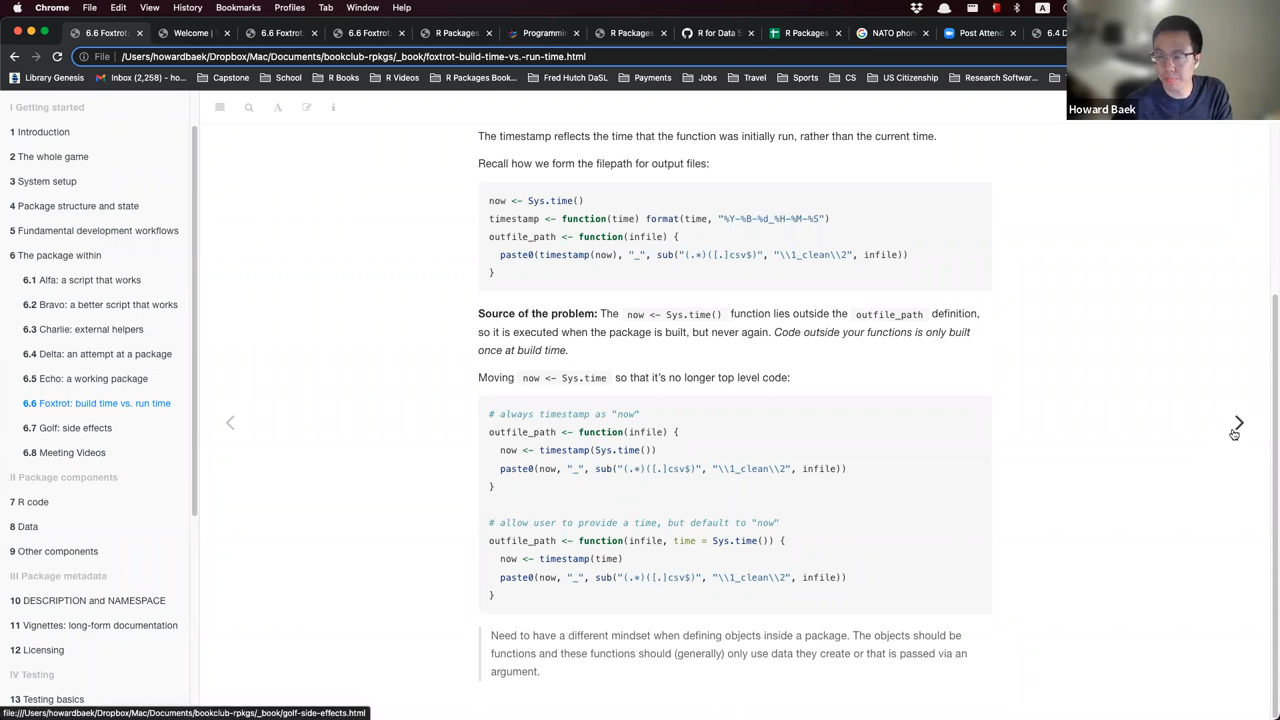 Chrome File Edit View History Bookmarks Profiles Tab Window Help
6.6 Foxtrot: Welcome | T 6.6 Foxtrot: 6.6 Foxtrot: R Packages Programmin R Packages R for Data S R Packages NATO phone Post Attend 6.4 D
File /Users/howardbaek/Dropbox/Mac/Documents/bookclub-rpkgs/_book/foxtrot-build-time-vs.-run-time.html
Library Genesis Inbox (2,258) - ho... Capstone School R Books R Videos Fred Hutch DaSL Payments Jobs Travel Sports CS US Citizenship Research Softwar...
Howard Baek
I Getting started
1 Introduction
2 The whole game
3 System setup
4 Package structure and state
5 Fundamental development workflows
6 The package within
6.1 Alfa: a script that works
6.2 Bravo: a better script that works
6.3 Charlie: external helpers
6.4 Delta: an attempt at a package
6.5 Echo: a working package
6.6 Foxtrot: build time vs. run time
6.7 Golf: side effects
6.8 Meeting Videos
II Package components
7 R code
8 Data
9 Other components
III Package metadata
10 DESCRIPTION and NAMESPACE
11 Vignettes: long-form documentation
12 Licensing
IV Testing
13 Testing basics
The timestamp reflects the time that the function was initially run, rather than the current time.
Recall how we form the filepath for output files:
now <- Sys.time()
timestamp <- function(time) format(time, "%Y-%B-%d_%H-%M-%S")
outfile_path <- function(infile) {
paste0(timestamp(now), "_", sub("(.*)([.]csv$)", "\\1_clean\\2", infile))
}
Source of the problem: The now <- Sys.time() function lies outside the outfile_path definition,
so it is executed when the package is built, but never again. Code outside your functions is only built
once at build time.
Moving now <- Sys.time so that it's no longer top level code:
# always timestamp as "now"
outfile_path <- function(infile) {
now <- timestamp(Sys.time())
paste0(now, "_", sub("(.*)([.]csv$)", "\\1_clean\\2", infile))
}
# allow user to provide a time, but default to "now"
outfile_path <- function(infile, time = Sys.time()) {
now <- timestamp(time)
paste0(now, "_", sub("(.*)([.]csv$)", "\\1_clean\\2", infile))
}
Need to have a different mindset when defining objects inside a package. The objects should be
functions and these functions should (generally) only use data they create or that is passed via an
argument.
file:///Users/howardbaek/Dropbox/Mac/Documents/bookclub-rpkgs/_book/golf-side-effects.html